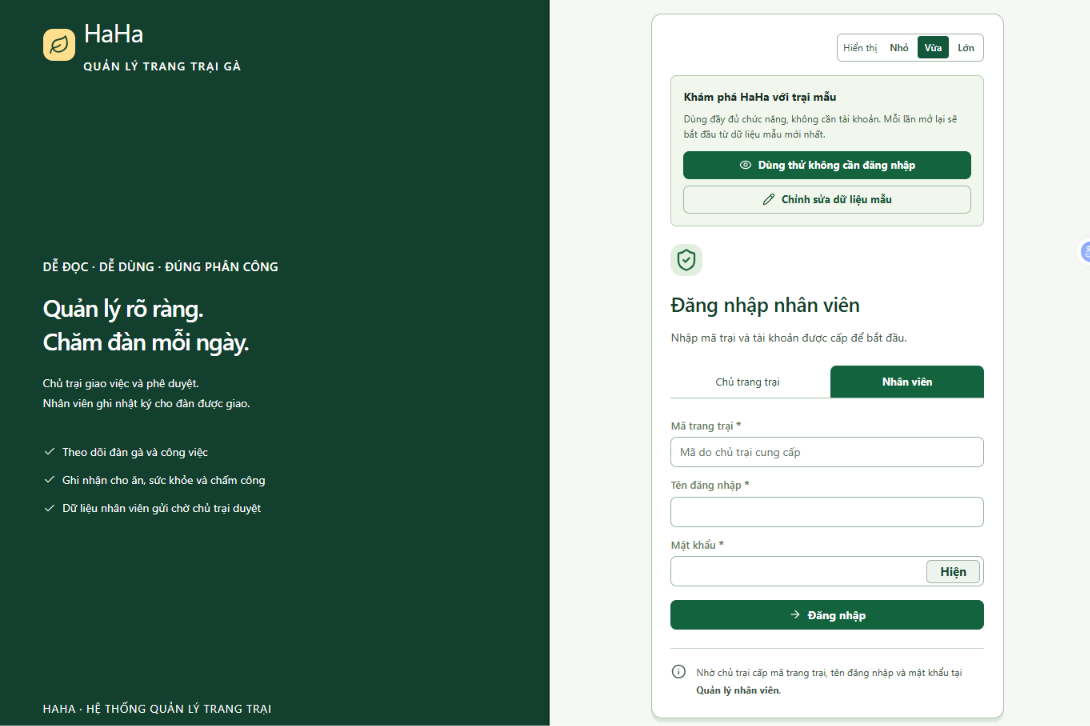 HaHa
QUẢN LÝ TRANG TRẠI GÀ
DỄ ĐỌC · DỄ DÙNG · ĐÚNG PHÂN CÔNG
Quản lý rõ ràng.
Chăm đàn mỗi ngày.
Chủ trại giao việc và phê duyệt.
Nhân viên ghi nhật ký cho đàn được giao.
Theo dõi đàn gà và công việc
Ghi nhận cho ăn, sức khỏe và chấm công
Dữ liệu nhân viên gửi chờ chủ trại duyệt
HAHA · HỆ THỐNG QUẢN LÝ TRANG TRẠI
Hiển thị Nhỏ Vừa Lớn
Khám phá HaHa với trại mẫu
Dùng đầy đủ chức năng, không cần tài khoản. Mỗi lần mở lại sẽ
bắt đầu từ dữ liệu mẫu mới nhất.
Dùng thử không cần đăng nhập
Chỉnh sửa dữ liệu mẫu
Đăng nhập nhân viên
Nhập mã trại và tài khoản được cấp để bắt đầu.
Chủ trang trại Nhân viên
Mã trang trại *
Mã do chủ trại cung cấp
Tên đăng nhập *
Mật khẩu *
Hiện
Đăng nhập
Nhờ chủ trại cấp mã trang trại, tên đăng nhập và mật khẩu tại
Quản lý nhân viên.